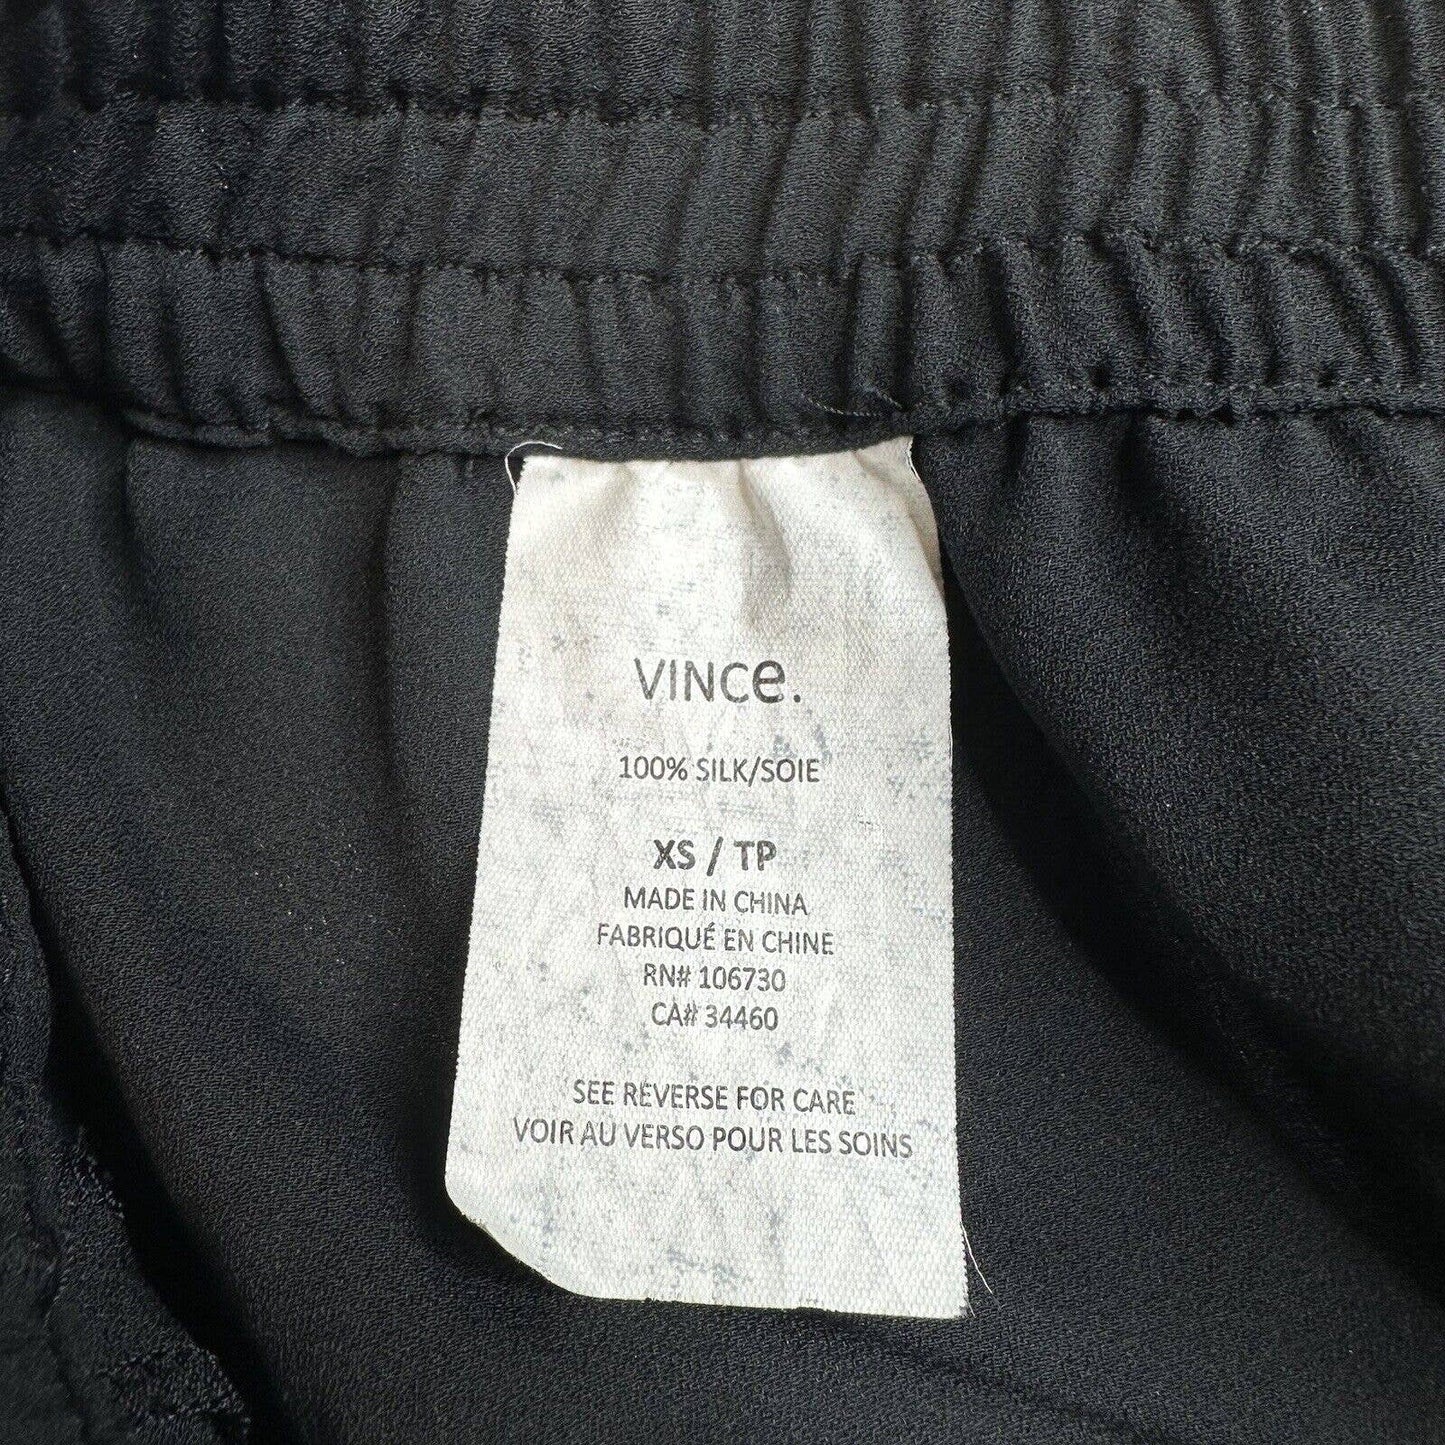 VINCe.
100% SILK/SOIE
XS / TP
MADE IN CHINA
FABRIQUÉ EN CHINE
RN# 106730
CA# 34460
SEE REVERSE FOR CARE
VOIR AU VERSO POUR LES SOINS